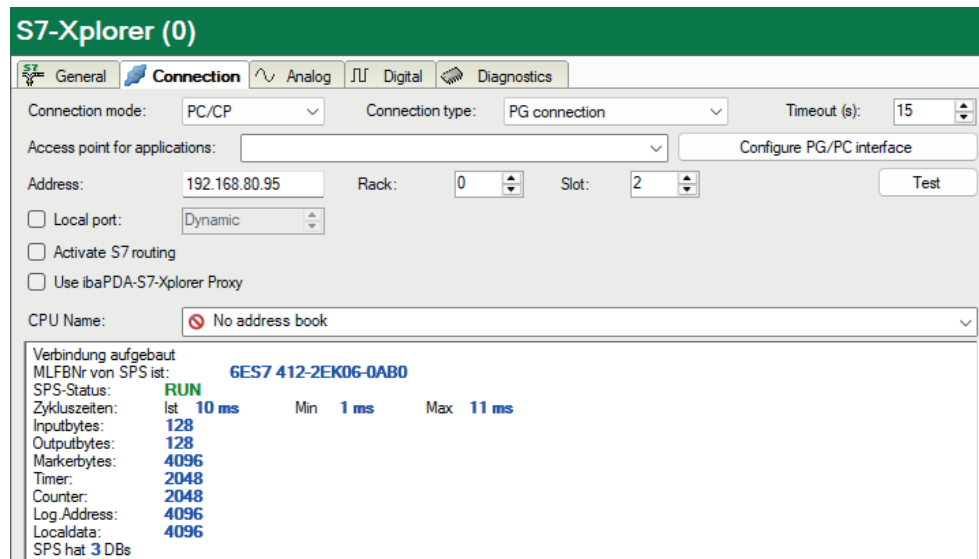 S7-Xplorer (0)
S7 General Connection Analog Digital Diagnostics
Connection mode: PC/CP Connection type: PG connection Timeout (s): 15
Access point for applications: Configure PG/PC interface
Address: 192.168.80.95 Rack: 0 Slot: 2 Test
Local port: Dynamic
Activate S7 routing
Use ibaPDA-S7-Xplorer Proxy
CPU Name: No address book
Verbindung aufgebaut
MLFBNr von SPS ist: 6ES7 412-2EK06-0AB0
SPS-Status: RUN
Zykluszeiten: Ist 10 ms Min 1 ms Max 11 ms
Inputbytes: 128
Outputbytes: 128
Markerbytes: 4096
Timer: 2048
Counter: 2048
Log.Address: 4096
Localdata: 4096
SPS hat 3 DBs